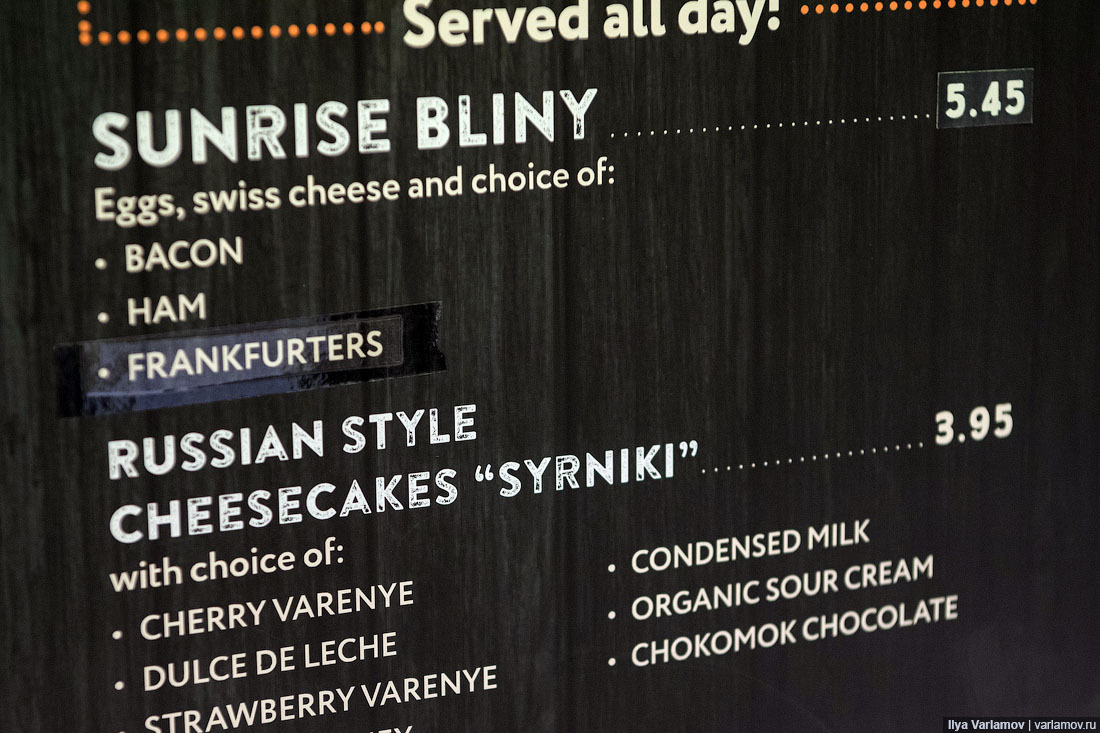 Served all day!
SUNRISE BLINY 5.45
Eggs, swiss cheese and choice of:
• BACON
• HAM
• FRANKFURTERS
RUSSIAN STYLE
CHEESECAKES “SYRNIKI” 3.95
with choice of:
• CHERRY VARENYE
• DULCE DE LECHE
• STRAWBERRY VARENYE
• CONDENSED MILK
• ORGANIC SOUR CREAM
• CHOKOMOK CHOCOLATE
Ilya Varlamov | varlamov.ru